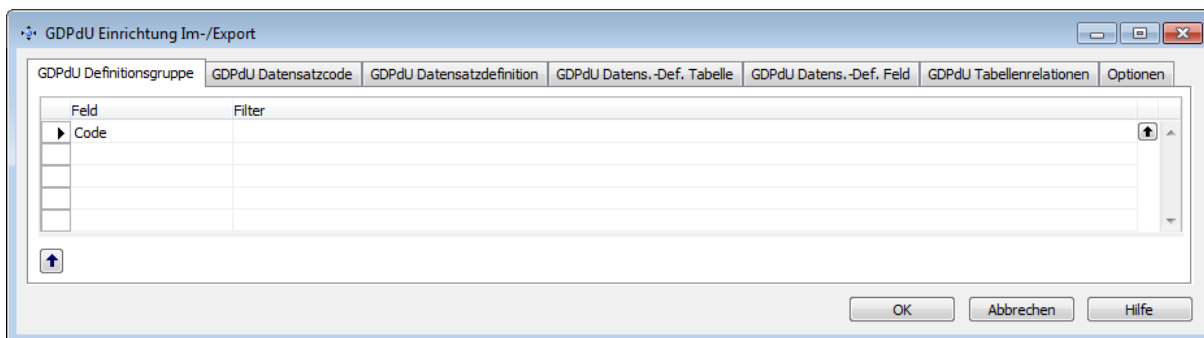 GDPdU Einrichtung Im-/Export
GDPdU Definitionsgruppe GDPdU Datensatzcode GDPdU Datensatzdefinition GDPdU Datens.-Def. Tabelle GDPdU Datens.-Def. Feld GDPdU Tabellenrelationen Optionen
Feld Filter
Code
OK Abbrechen Hilfe